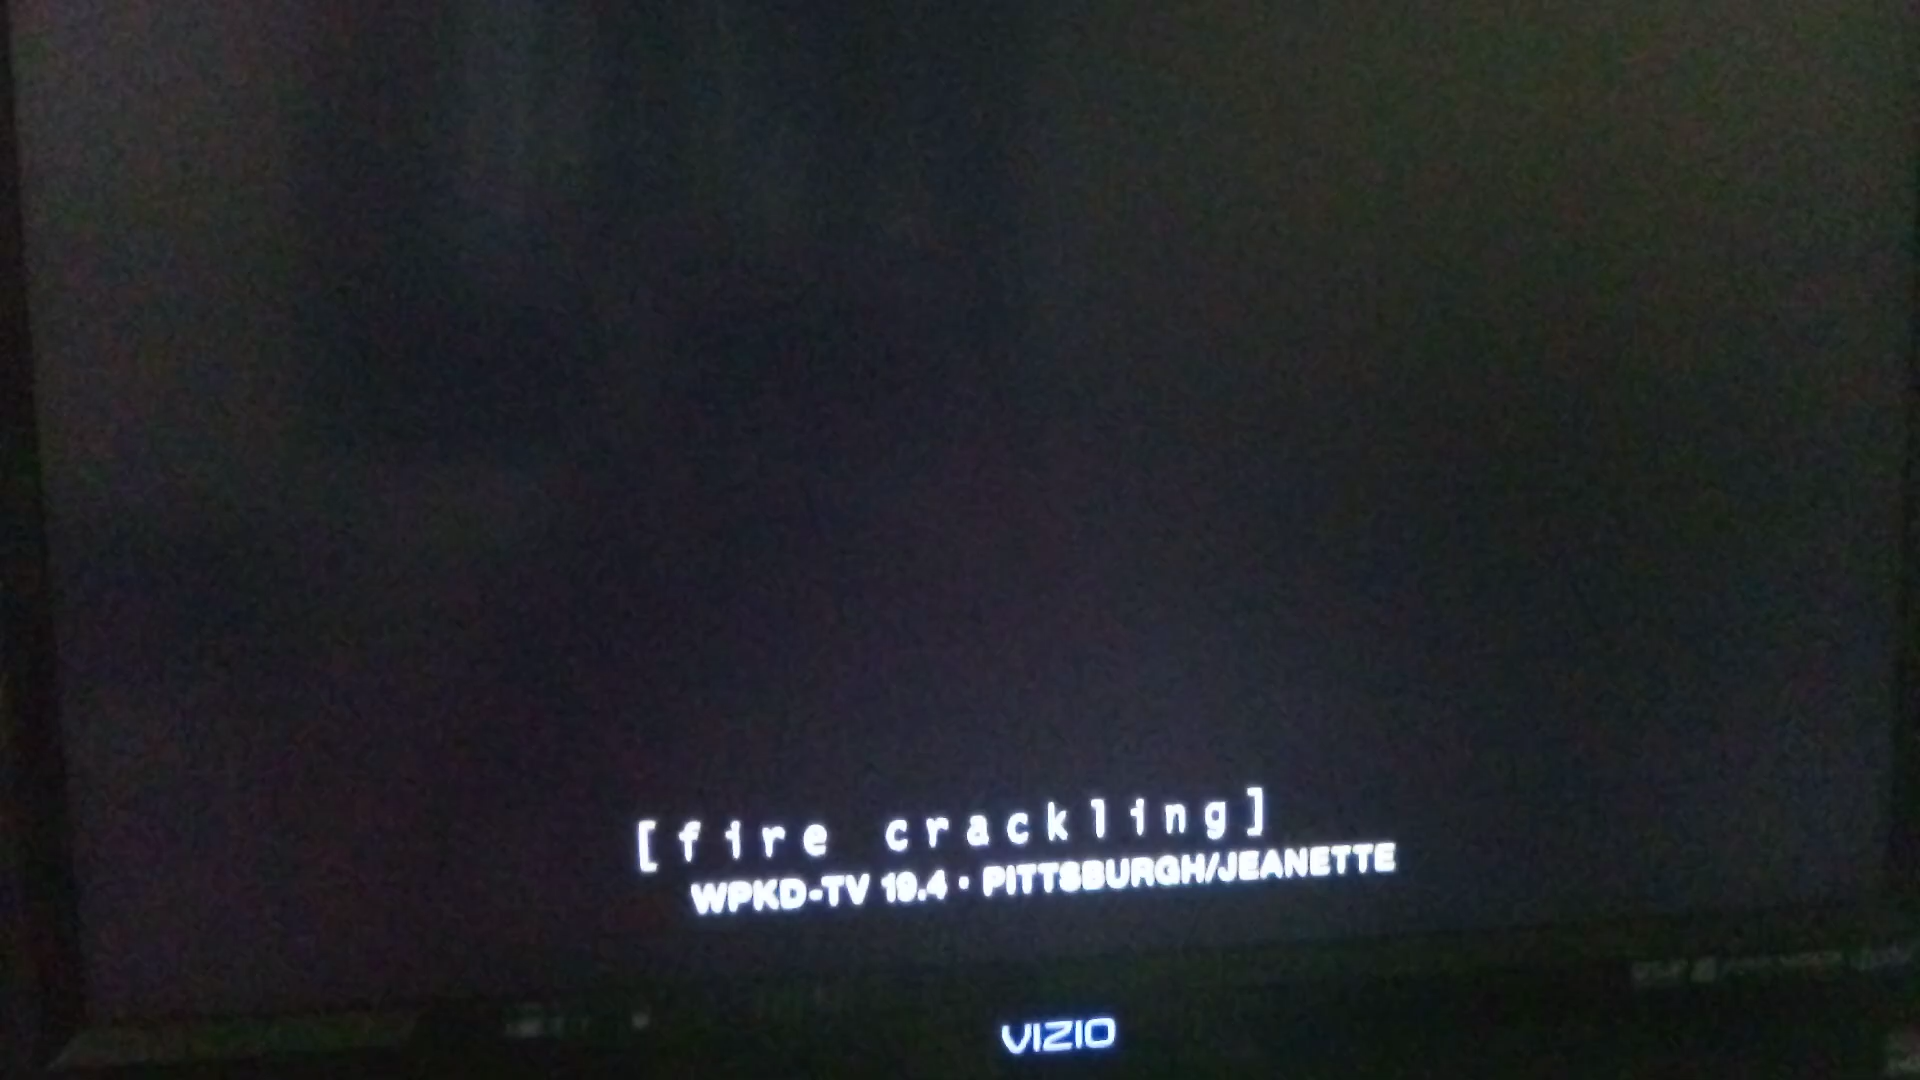 [fire crackling]
WPKD-TV 19.4 • PITTSBURGH/JEANETTE
VIZIO